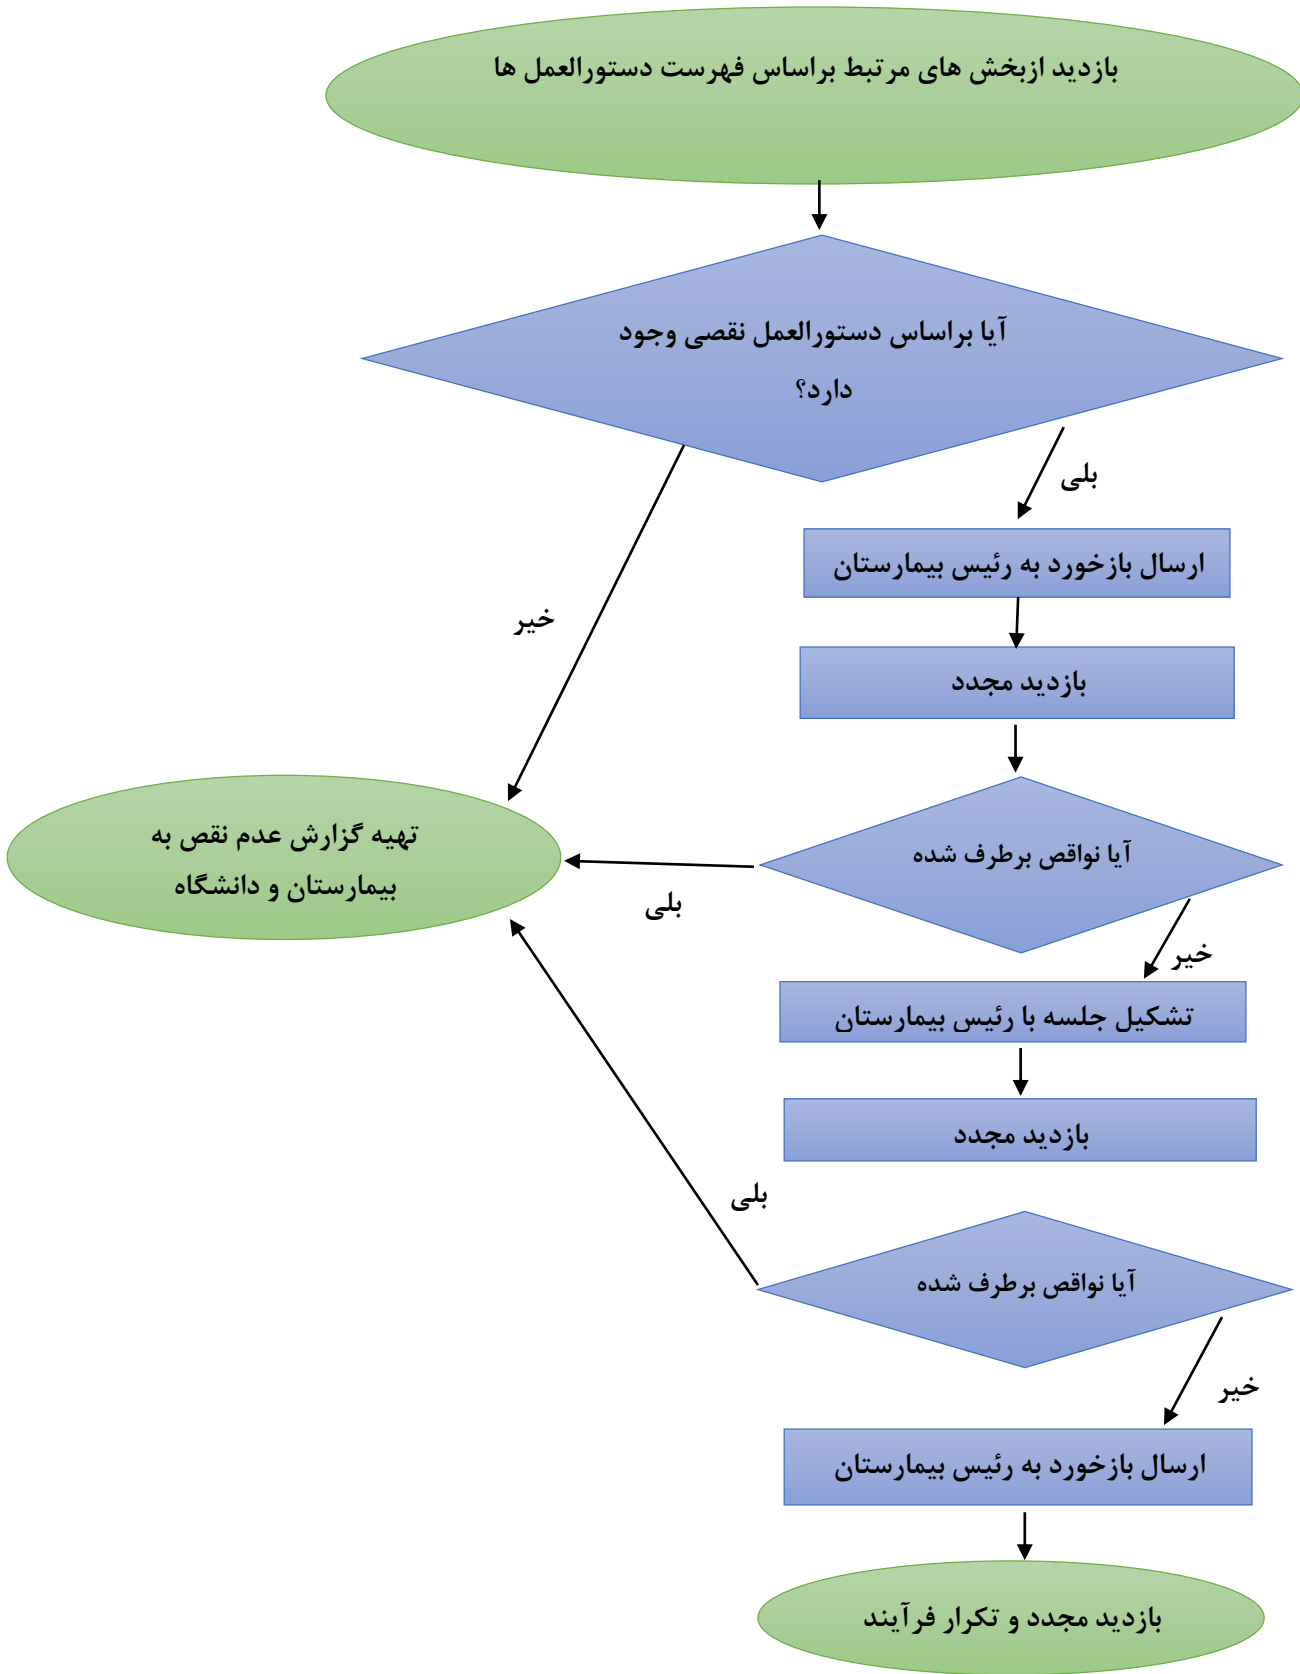 بازدید ازبخش های مرتبط براساس فهرست دستورالعمل ها
آیا براساس دستورالعمل نقصی وجود
دارد؟
بلی
ارسال بازخورد به رئیس بیمارستان
خیر
بازدید مجدد
تهیه گزارش عدم نقص به
بیمارستان و دانشگاه
آیا نواقص برطرف شده
بلی
خیر
تشکیل جلسه با رئیس بیمارستان
بازدید مجدد
بلی
آیا نواقص برطرف شده
خیر
ارسال بازخورد به رئیس بیمارستان
بازدید مجدد و تکرار فرآیند